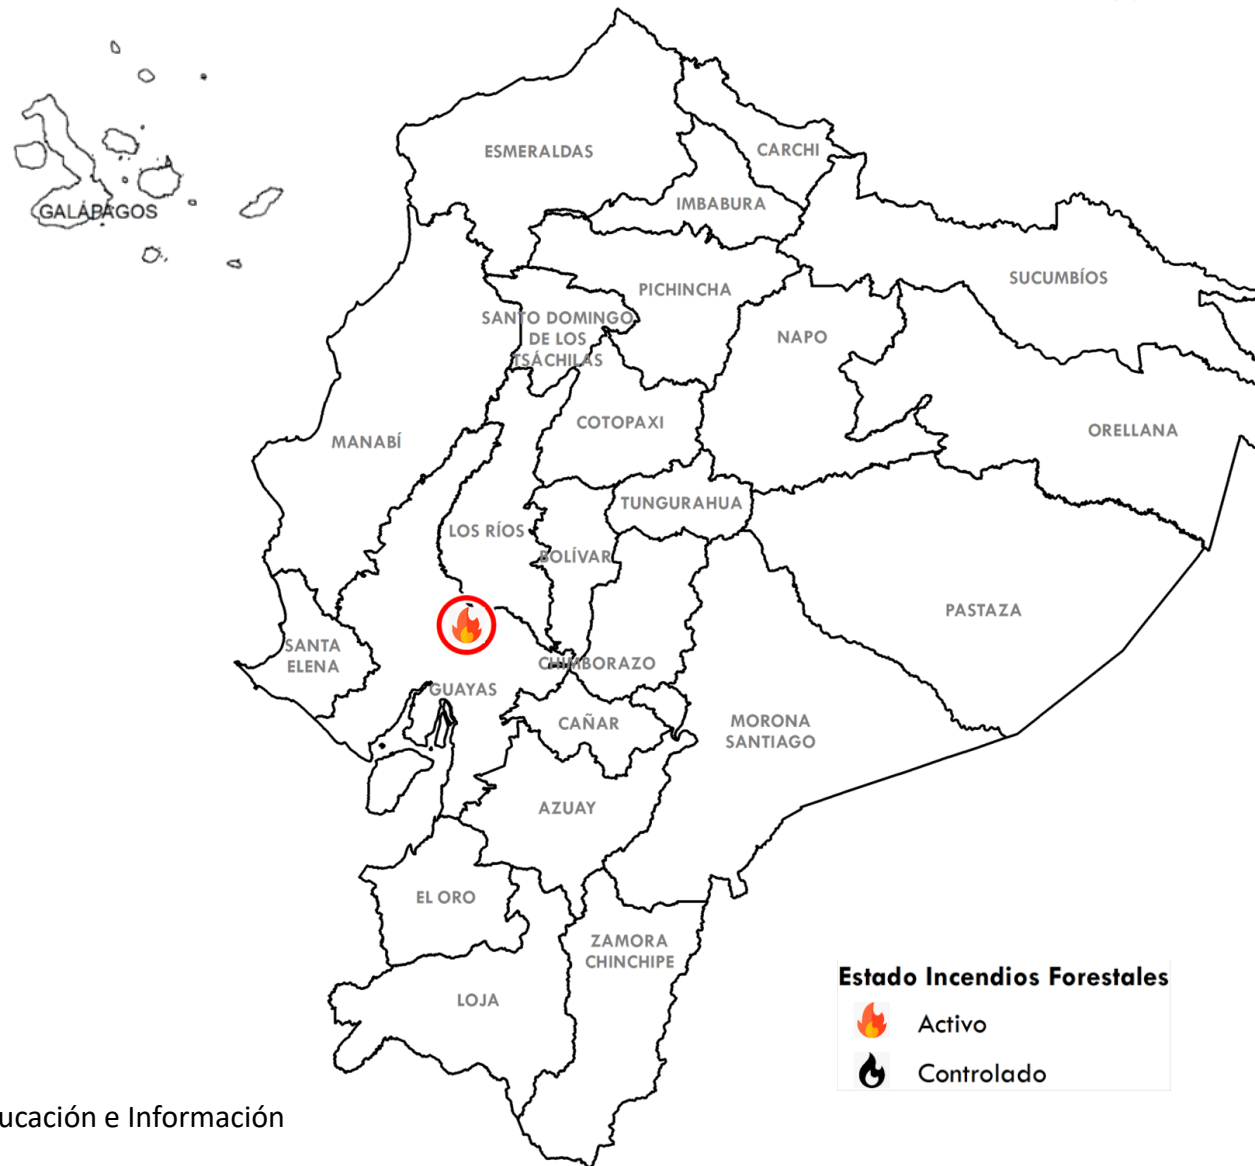 ESMERALDAS
CARCHI
IMBABURA
GALÁPAGOS
SUCUMBÍOS
PICHINCHA
SANTO DOMINGO
DE LOS
TSÁCHILAS
NAPO
COTOPAXI
ORELLANA
MANABÍ
TUNGURAHUA
LOS RÍOS
BOLÍVAR
PASTAZA
SANTA
ELENA
CHIMBORAZO
GUAYAS
CAÑAR
MORONA
SANTIAGO
AZUAY
EL ORO
ZAMORA
CHINCHIPE
LOJA
Estado Incendios Forestales
Activo
Controlado
ucación e Información